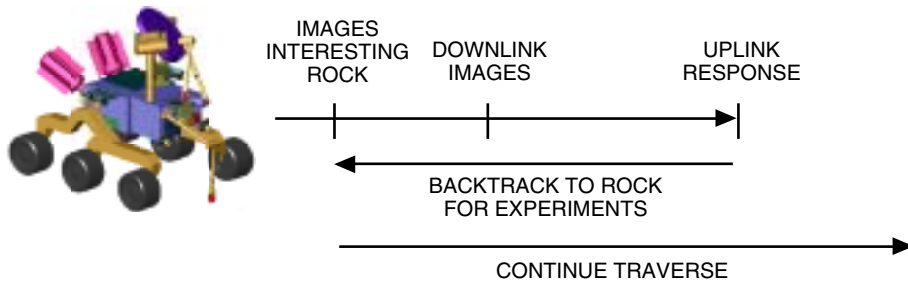 IMAGES
INTERESTING
ROCK
DOWNLINK
IMAGES
UPLINK
RESPONSE
BACKTRACK TO ROCK
FOR EXPERIMENTS
CONTINUE TRAVERSE